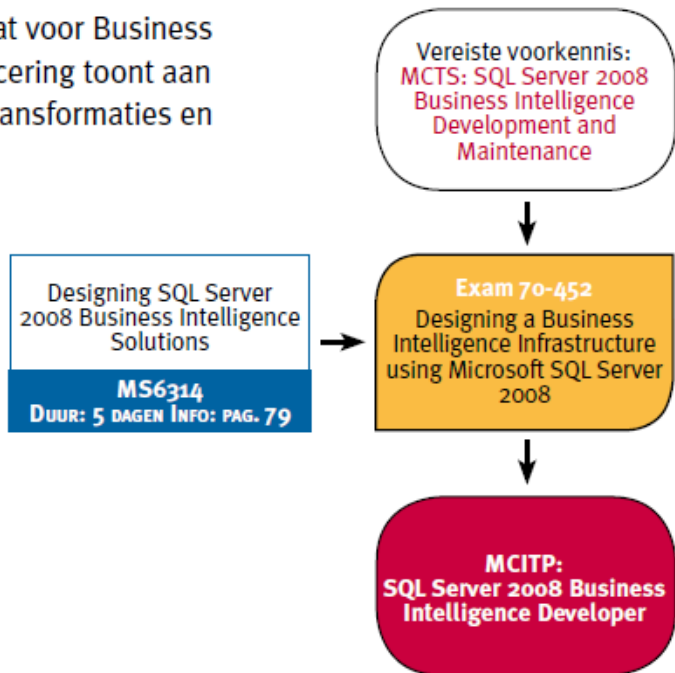 at voor Business
cering toont aan
ransformaties en
Vereiste voorkennis:
MCTS: SQL Server 2008
Business Intelligence
Development and
Maintenance
Designing SQL Server
2008 Business Intelligence
Solutions
MS6314
Duur: 5 dagen Info: pag. 79
Exam 70-452
Designing a Business
Intelligence Infrastructure
using Microsoft SQL Server
2008
MCITP:
SQL Server 2008 Business
Intelligence Developer